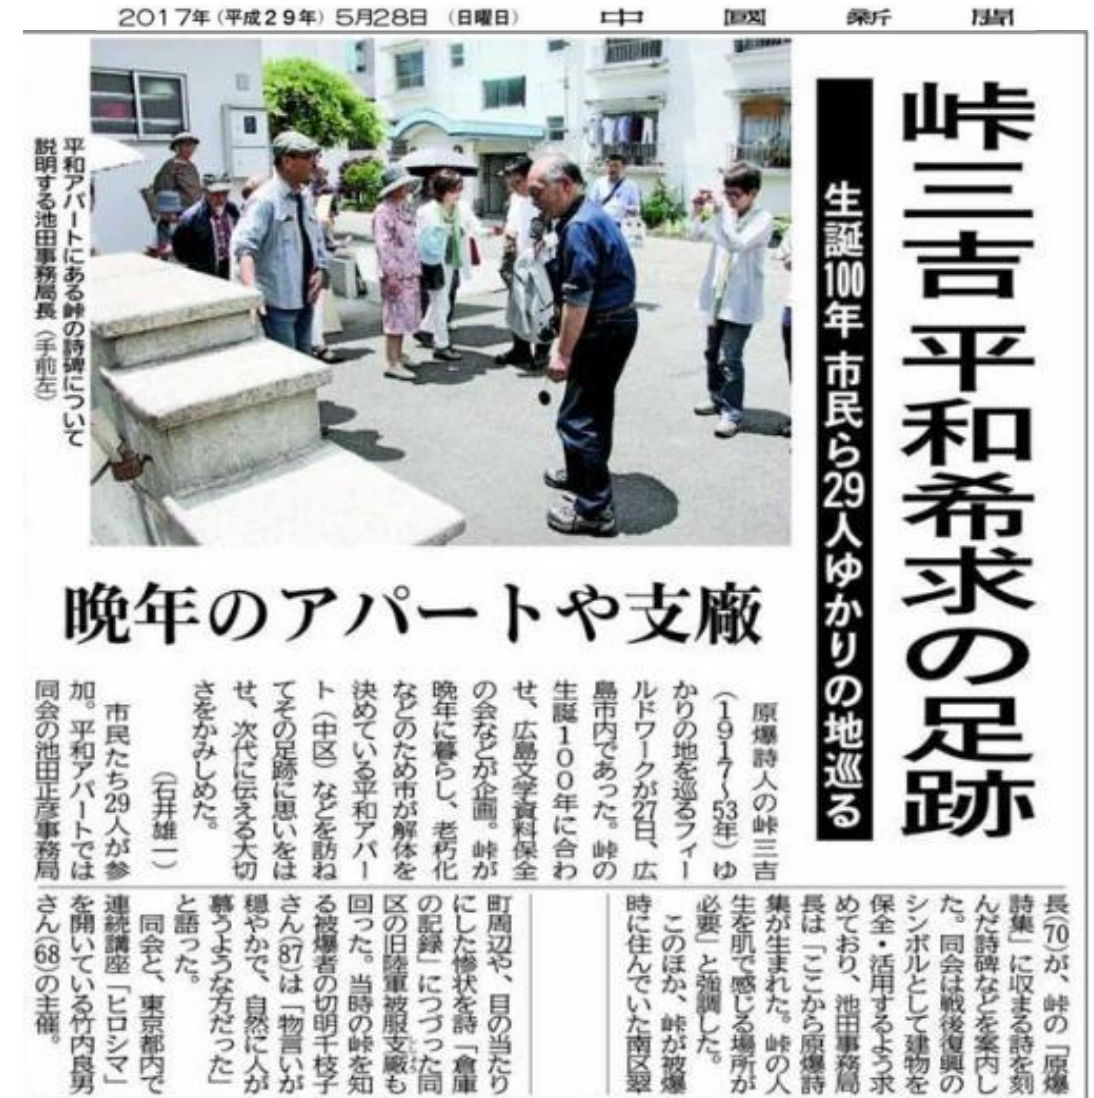 2017年(平成29年)5月28日 (日曜日)
中國新聞
峠三吉 平和希求の足跡
生誕100年 市民ら29人ゆかりの地巡る
平和アパートにある峠の詩碑について
説明する池田事務局長(手前左)
晩年のアパートや支廠
原爆詩人の峠三吉
(1917〜53年)ゆ
かりの地を巡るフィー
ルドワークが27日、広
島市内であった。峠の
生誕100年に合わ
せ、広島文学資料保全
の会などが企画。峠が
晩年に暮らし、老朽化
などのため市が解体を
決めている平和アパー
ト(中区)などを訪ね
てその足跡に思いをは
せ、次代に伝える大切
さをかみしめた。
(石井雄一)
市民たち29人が参
加。平和アパートでは
同会の池田正彦事務局
長(70)が、峠の「原爆
詩集」に収まる詩を刻
んだ詩碑などを案内し
た。同会は戦後復興の
シンボルとして建物を
保全・活用するよう求
めており、池田事務局
長は「ここから原爆詩
集が生まれた。峠の人
生を肌で感じる場所が
必要」と強調した。
このほか、峠が被爆
時に住んでいた南区翠
町周辺や、目の当たり
にした惨状を詩「倉庫
の記録」につづった同
区の旧陸軍被服支廠も
回った。当時の峠を知
る被爆者の切明千枝子
さん(87)は「物言いが
穏やかで、自然に人が
慕うような方だった」
と語った。
同会と、東京都内で
連続講座「ヒロシマ」
を開いている竹内良男
さん(68)の主催。